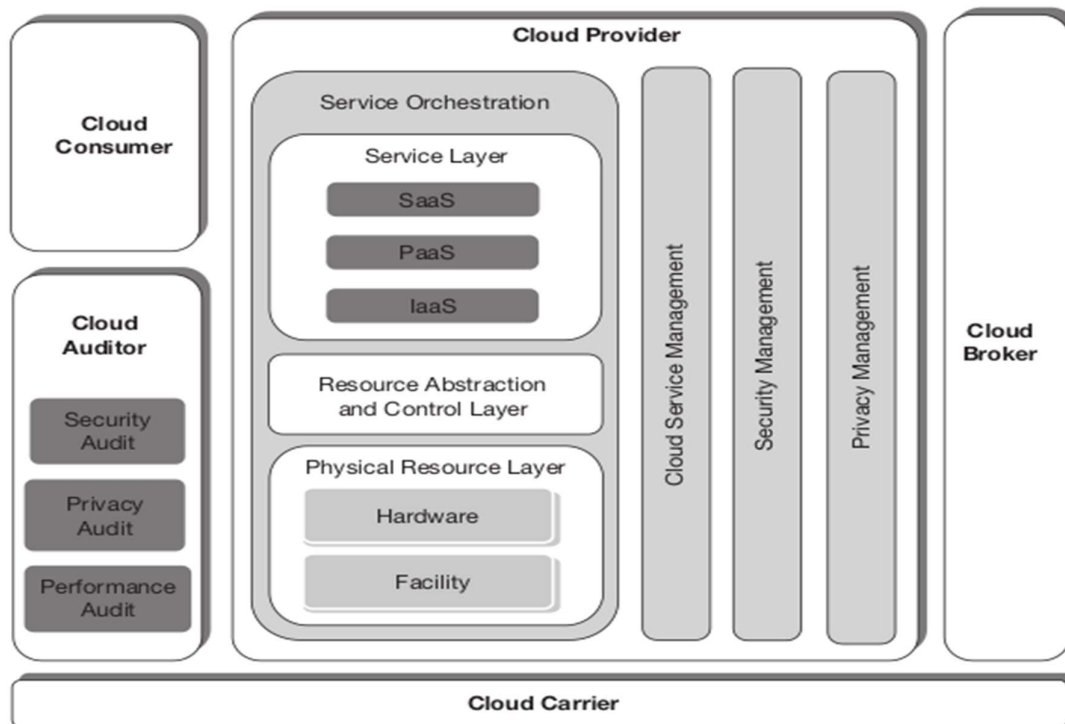 Cloud
Consumer
Cloud
Auditor
Security
Audit
Privacy
Audit
Performance
Audit
Cloud Provider
Service Orchestration
Service Layer
SaaS
PaaS
IaaS
Resource Abstraction
and Control Layer
Physical Resource Layer
Hardware
Facility
Cloud Service Management
Security Management
Privacy Management
Cloud
Broker
Cloud Carrier